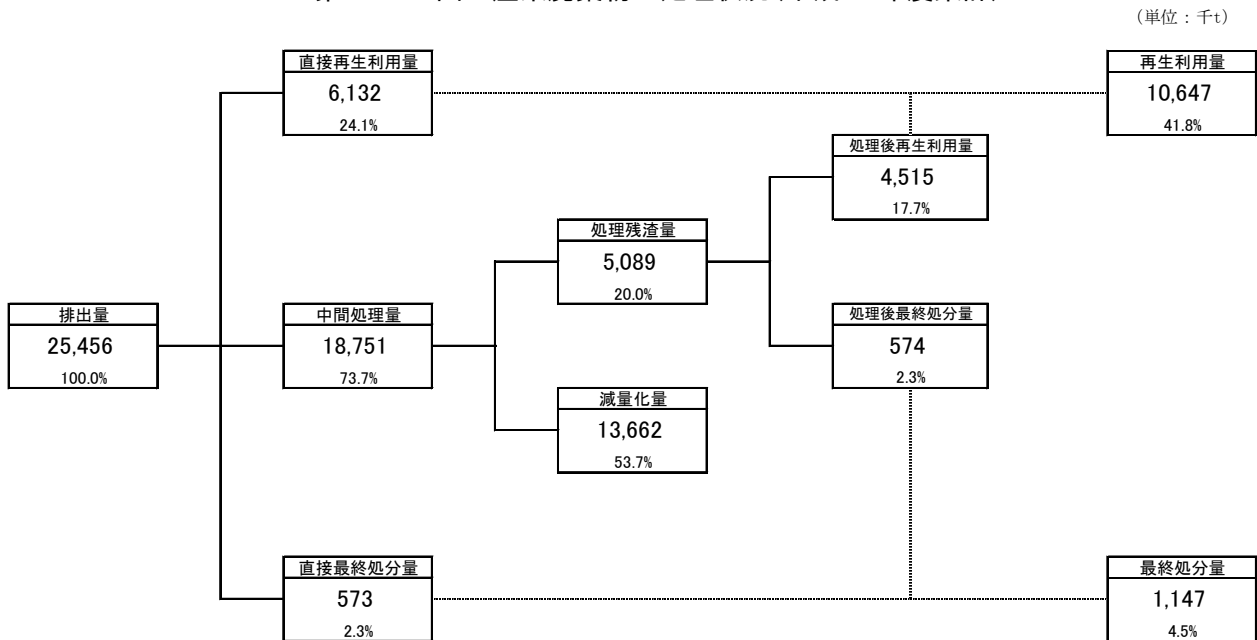 (単位：千t)
直接再生利用量
6,132
24.1%
再生利用量
10,647
41.8%
処理後再生利用量
4,515
17.7%
処理残渣量
5,089
20.0%
排出量
25,456
100.0%
中間処理量
18,751
73.7%
処理後最終処分量
574
2.3%
減量化量
13,662
53.7%
直接最終処分量
573
2.3%
最終処分量
1,147
4.5%